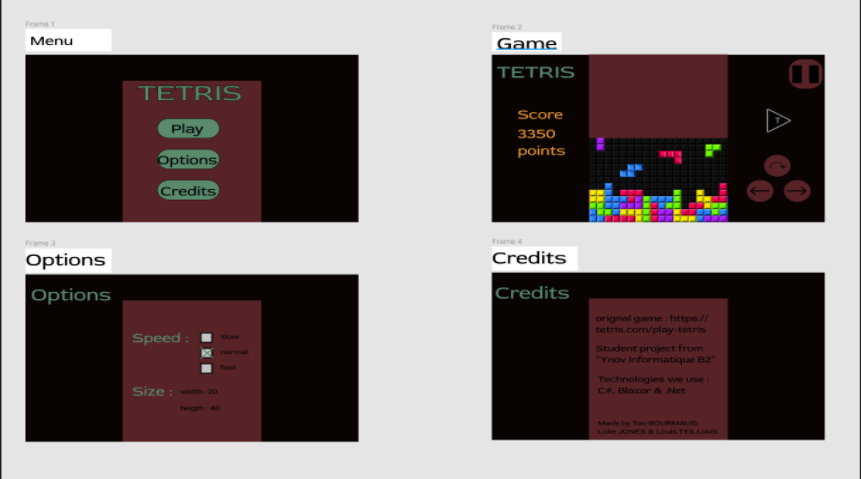 Frame 1
Menu
TETRIS
Play
Options
Credits
Frame 2
Game
TETRIS
Score
3350
points
T
Frame 3
Options
Options
Speed :
slow
normal
fast
Size :
width : 20
heigth : 40
Frame 4
Credits
Credits
orignal game : https://
tetris.com/play-tetris
Student project from
"Ynov informatique B2"
Technologies we use :
C#, Blazor & .Net
Made by Tao BOURMAUD,
Luke JONES & Louis TEILLIAIS